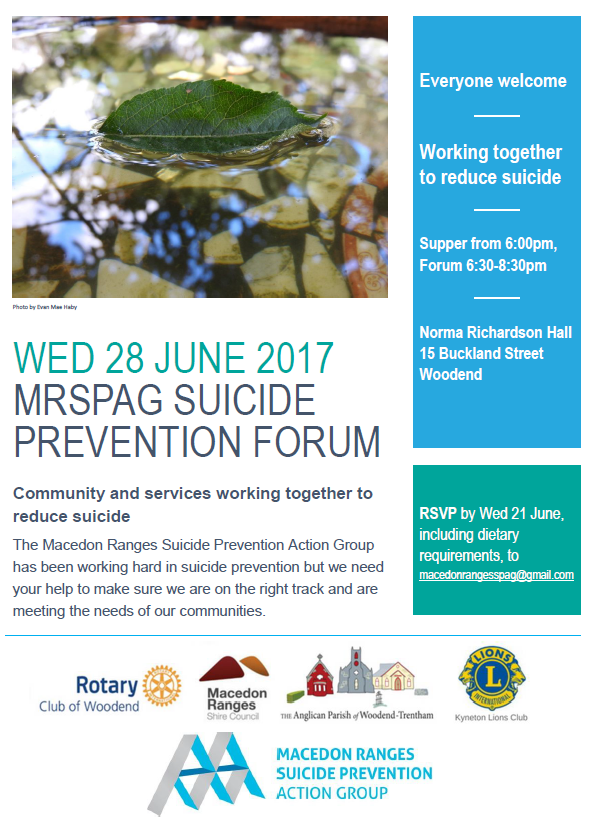 Photo by Evan Mae Haby
WED 28 JUNE 2017
MRSPAG SUICIDE
PREVENTION FORUM
Community and services working together to
reduce suicide
The Macedon Ranges Suicide Prevention Action Group
has been working hard in suicide prevention but we need
your help to make sure we are on the right track and are
meeting the needs of our communities.
Everyone welcome
Working together
to reduce suicide
Supper from 6:00pm,
Forum 6:30-8:30pm
Norma Richardson Hall
15 Buckland Street
Woodend
RSVP by Wed 21 June,
including dietary
requirements, to
macedonrangesspag@gmail.com
Rotary
Club of Woodend
Macedon
Ranges
Shire Council
THE Anglican Parish of Woodend-Trentham
LIONS
L
INTERNATIONAL
Kyneton Lions Club
MACEDON RANGES
SUICIDE PREVENTION
ACTION GROUP